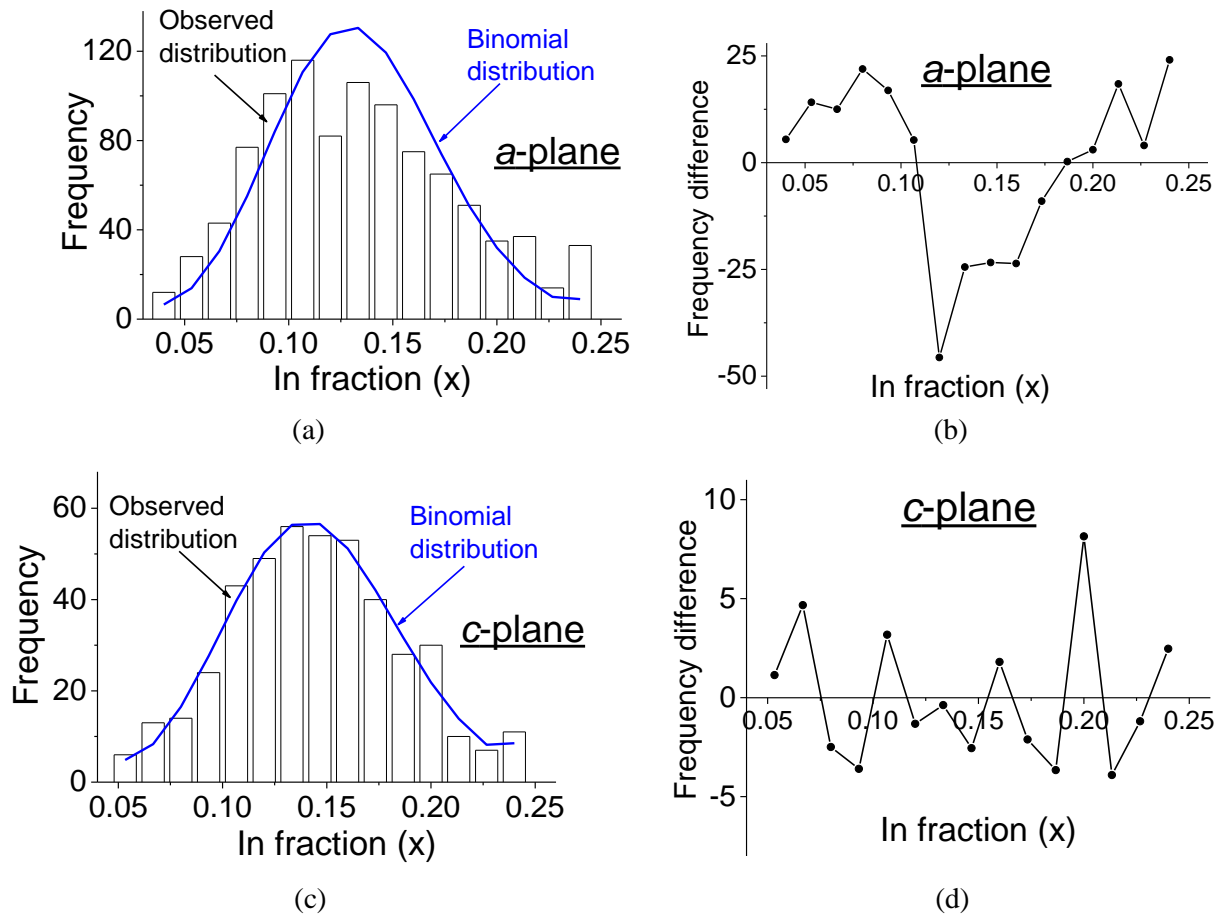 Observed
distribution
Binomial
distribution
a-plane
Frequency
120
80
40
0
0.05 0.10 0.15 0.20 0.25
In fraction (x)
(a)
a-plane
Frequency difference
25
0
-25
-50
0.05 0.10 0.15 0.20 0.25
In fraction (x)
(b)
Observed
distribution
Binomial
distribution
c-plane
Frequency
60
40
20
0
0.05 0.10 0.15 0.20 0.25
In fraction (x)
(c)
c-plane
Frequency difference
10
5
0
-5
0.05 0.10 0.15 0.20 0.25
In fraction (x)
(d)